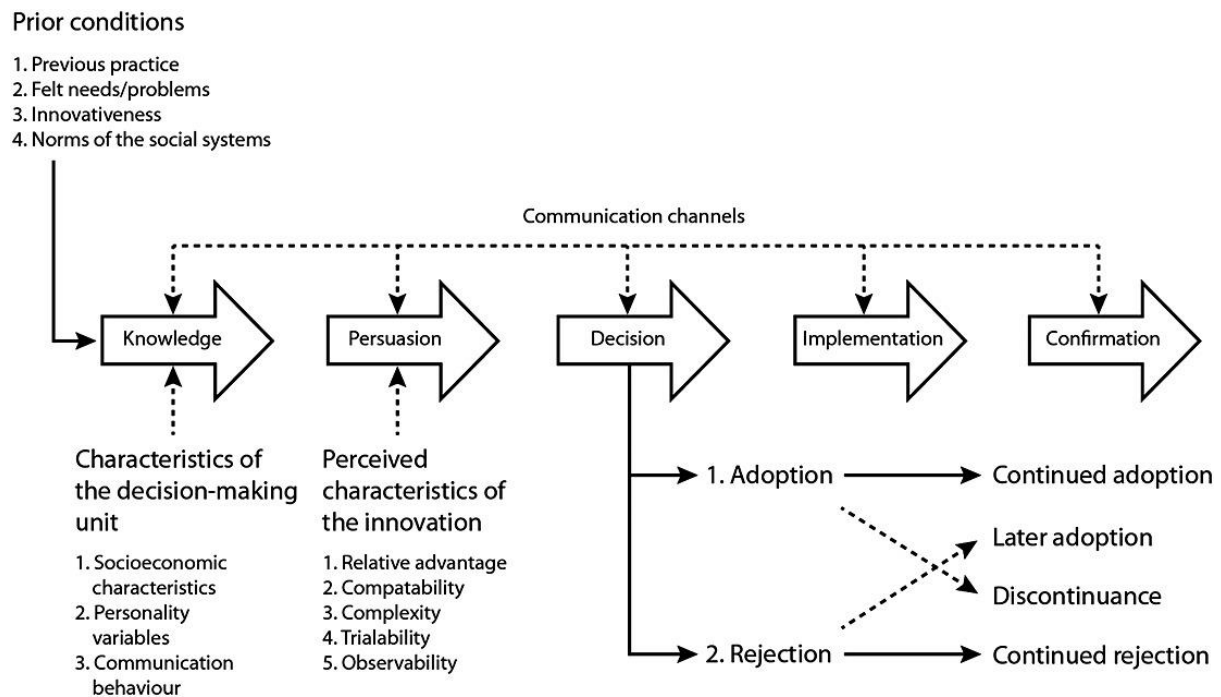 Prior conditions
1. Previous practice
2. Felt needs/problems
3. Innovativeness
4. Norms of the social systems
Communication channels
Knowledge
Persuasion
Decision
Implementation
Confirmation
Characteristics of
the decision-making
unit
1. Socioeconomic
characteristics
2. Personality
variables
3. Communication
behaviour
Perceived
characteristics of
the innovation
1. Relative advantage
2. Compatability
3. Complexity
4. Trialability
5. Observability
1. Adoption
2. Rejection
Continued adoption
Later adoption
Discontinuance
Continued rejection